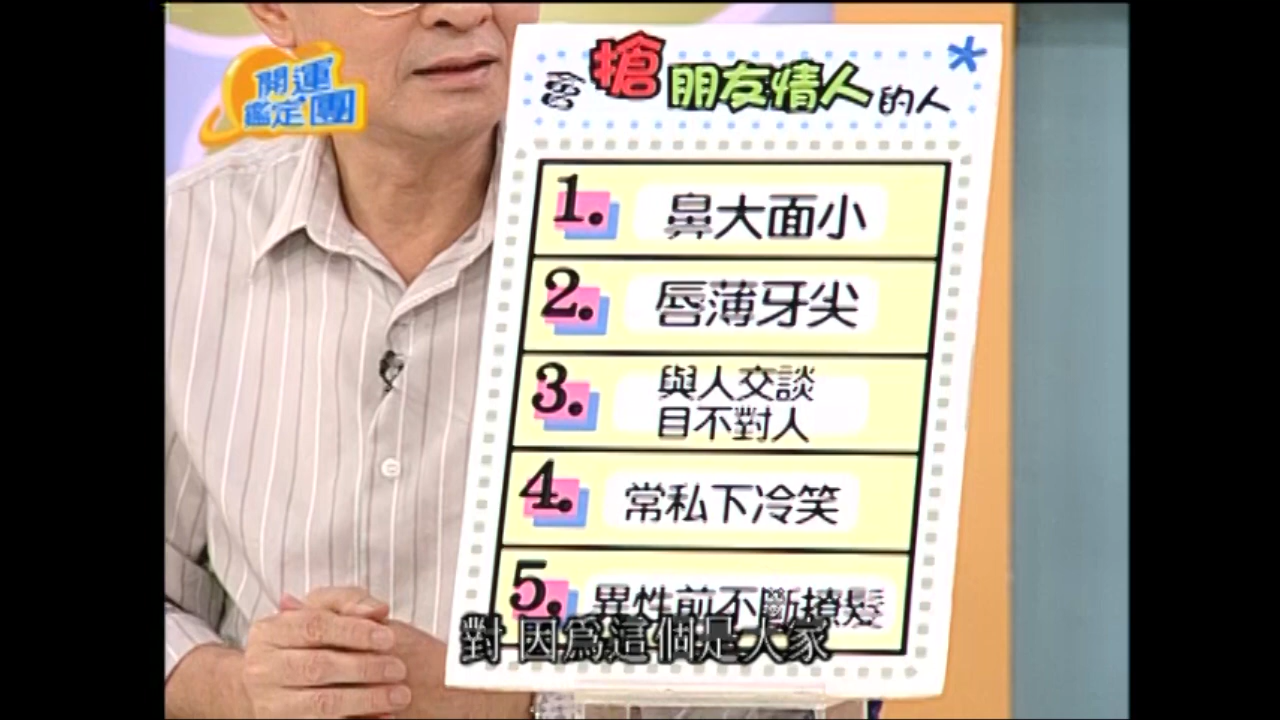 開運
鑑定團
會搶朋友情人的人
1. 鼻大面小
2. 唇薄牙尖
3. 與人交談
目不對人
4. 常私下冷笑
5. 異性前不斷撩髮
對 因為這個是大家